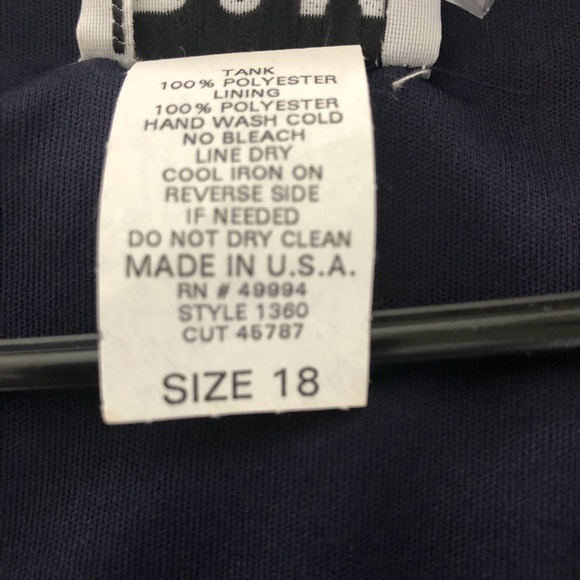 TANK
100% POLYESTER
LINING
100% POLYESTER
HAND WASH COLD
NO BLEACH
LINE DRY
COOL IRON ON
REVERSE SIDE
IF NEEDED
DO NOT DRY CLEAN
MADE IN U.S.A.
RN # 49994
STYLE 1360
CUT 45787
SIZE 18